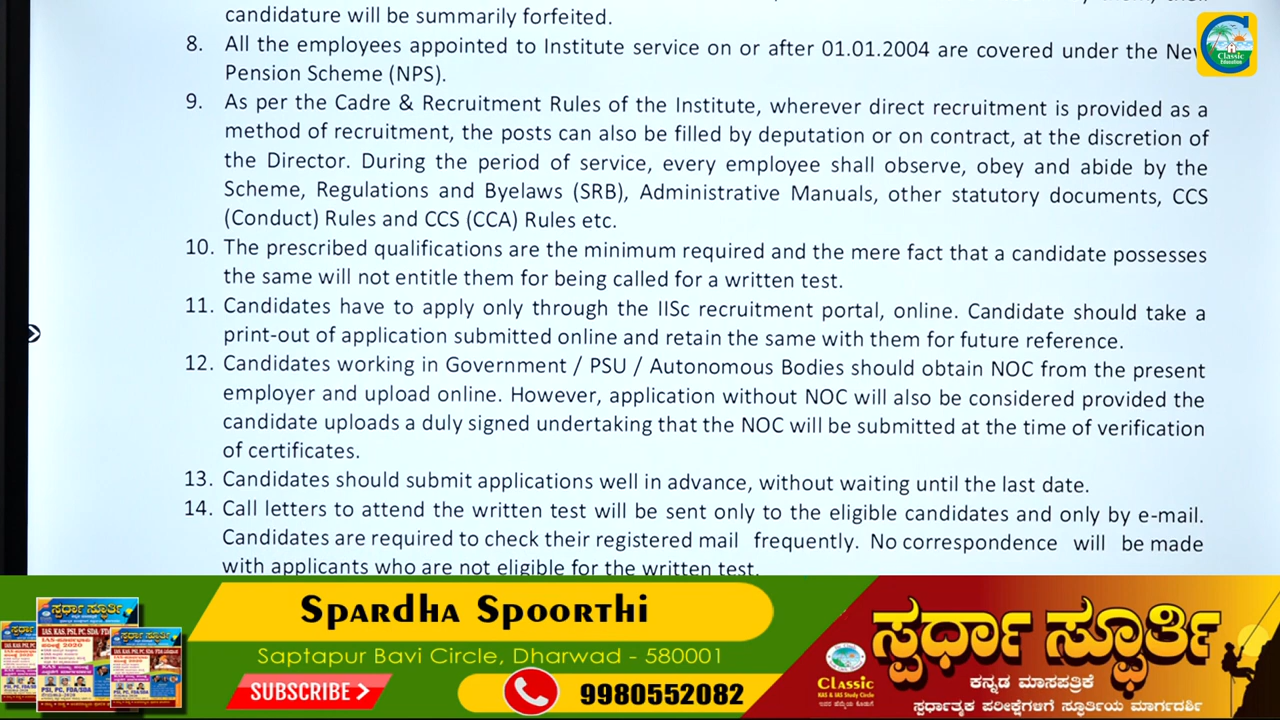 candidature will be summarily forfeited.
8. All the employees appointed to Institute service on or after 01.01.2004 are covered under the New
Pension Scheme (NPS).
9. As per the Cadre & Recruitment Rules of the Institute, wherever direct recruitment is provided as a
method of recruitment, the posts can also be filled by deputation or on contract, at the discretion of
the Director. During the period of service, every employee shall observe, obey and abide by the
Scheme, Regulations and Byelaws (SRB), Administrative Manuals, other statutory documents, CCS
(Conduct) Rules and CCS (CCA) Rules etc.
10. The prescribed qualifications are the minimum required and the mere fact that a candidate possesses
the same will not entitle them for being called for a written test.
11. Candidates have to apply only through the IISc recruitment portal, online. Candidate should take a
print-out of application submitted online and retain the same with them for future reference.
12. Candidates working in Government / PSU / Autonomous Bodies should obtain NOC from the present
employer and upload online. However, application without NOC will also be considered provided the
candidate uploads a duly signed undertaking that the NOC will be submitted at the time of verification
of certificates.
13. Candidates should submit applications well in advance, without waiting until the last date.
14. Call letters to attend the written test will be sent only to the eligible candidates and only by e-mail.
Candidates are required to check their registered mail frequently. No correspondence will be made
with applicants who are not eligible for the written test.
Classic
Education
Spardha Spoorthi
Saptapur Bavi Circle, Dharwad - 580001
SUBSCRIBE
9980552082
ಸ್ಪರ್ಧಾ ಸ್ಫೂರ್ತಿ
ಕನ್ನಡ ಮಾಸಪತ್ರಿಕೆ
ಸ್ಪರ್ಧಾತ್ಮಕ ಪರೀಕ್ಷೆಗಳಿಗೆ ಸ್ಫೂರ್ತಿಯ ಮಾರ್ಗದರ್ಶಿ
Classic
KAS & IAS Study Circle
ಸ್ಪರ್ಧಾ ಸ್ಫೂರ್ತಿ